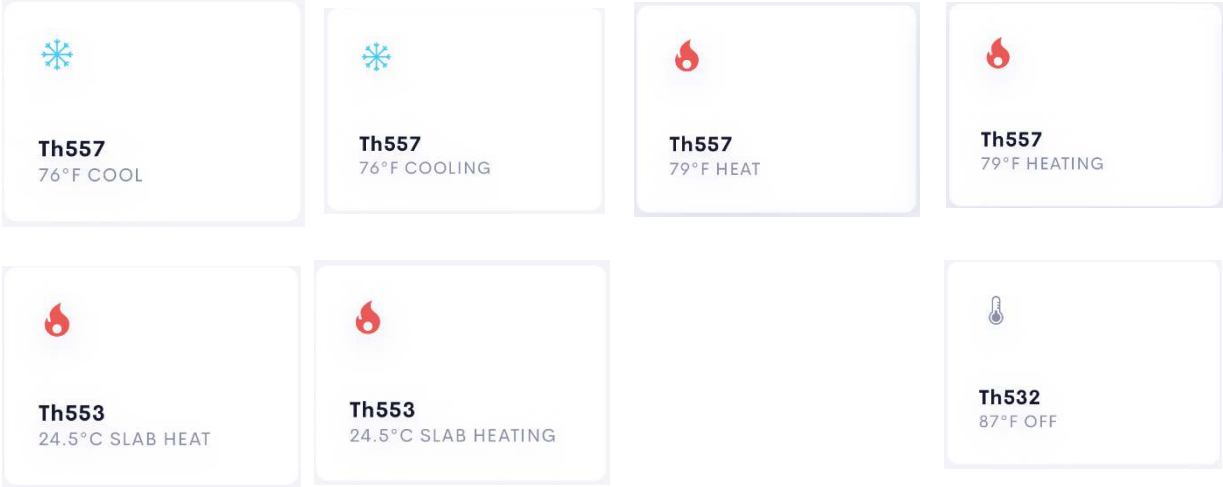 Th557
76°F COOL
Th557
76°F COOLING
Th557
79°F HEAT
Th557
79°F HEATING
Th553
24.5°C SLAB HEAT
Th553
24.5°C SLAB HEATING
Th532
87°F OFF